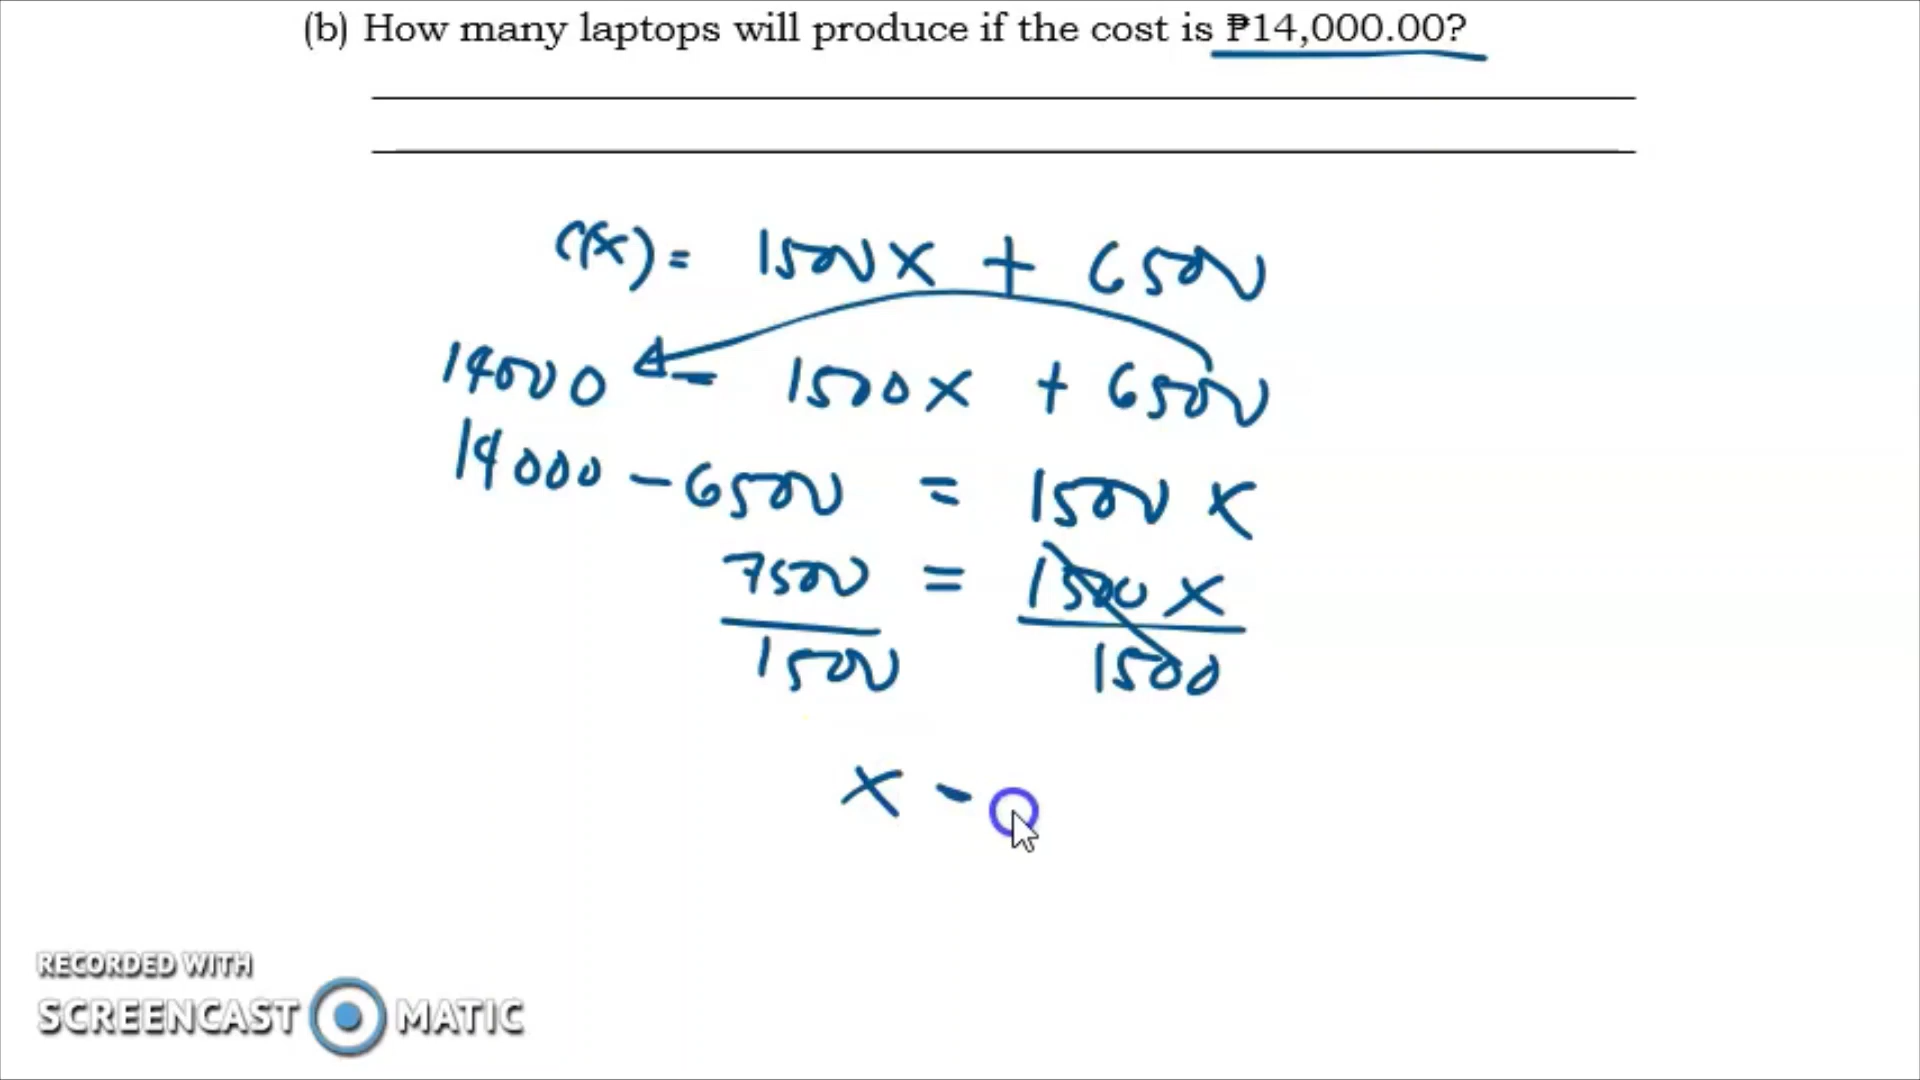 (b) How many laptops will produce if the cost is ₱14,000.00?
C(x) = 1500x + 6500
14000 = 1500x + 6500
14000 - 6500 = 1500x
7500 = 1500x
1500 1500
x -
RECORDED WITH
SCREENCAST MATIC